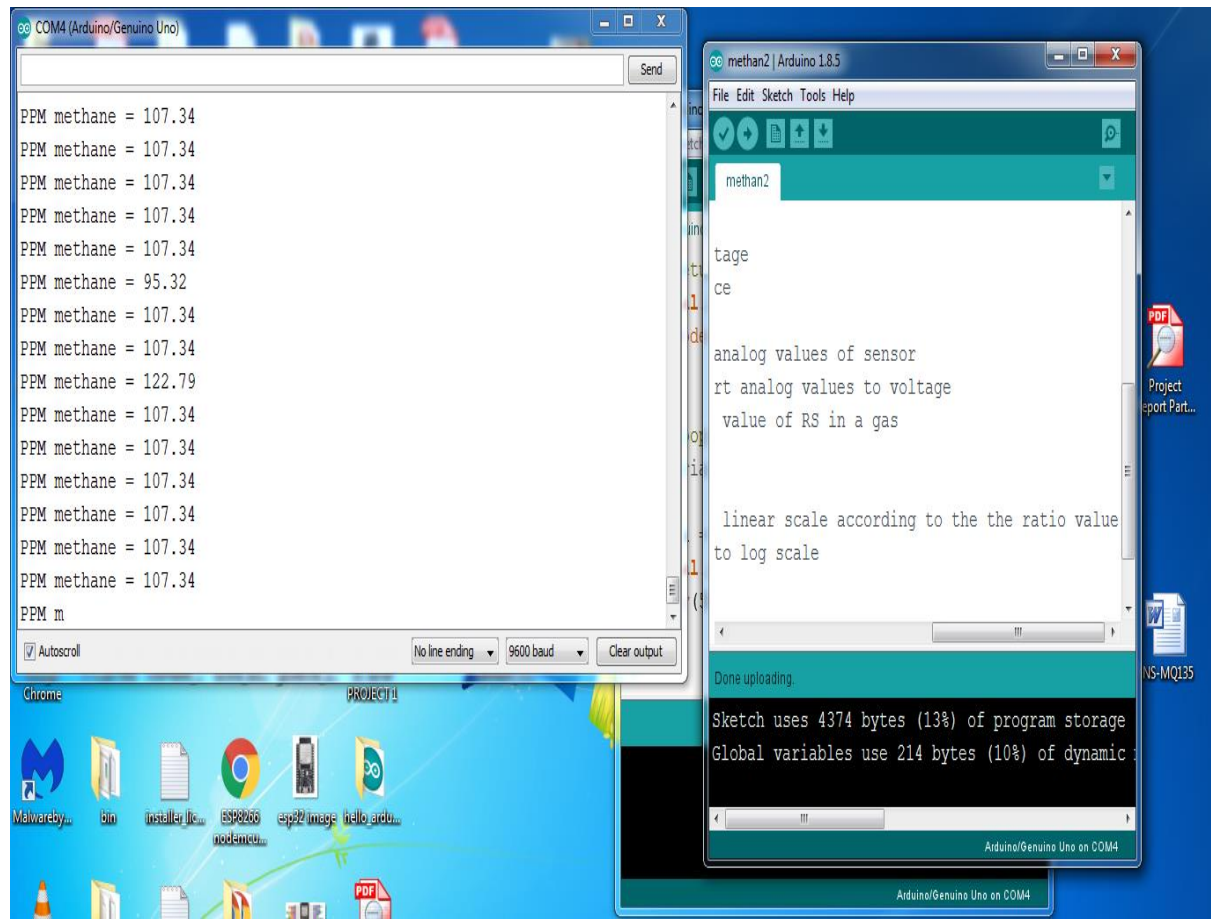 COM4 (Arduino/Genuino Uno)
Send
PPM methane = 107.34
PPM methane = 107.34
PPM methane = 107.34
PPM methane = 107.34
PPM methane = 107.34
PPM methane = 95.32
PPM methane = 107.34
PPM methane = 107.34
PPM methane = 122.79
PPM methane = 107.34
PPM methane = 107.34
PPM methane = 107.34
PPM methane = 107.34
PPM methane = 107.34
PPM methane = 107.34
PPM m
Autoscroll
No line ending
9600 baud
Clear output
methan2 | Arduino 1.8.5
File Edit Sketch Tools Help
methan2
tage
ce
analog values of sensor
rt analog values to voltage
value of RS in a gas
linear scale according to the the ratio value
to log scale
Done uploading.
Sketch uses 4374 bytes (13%) of program storage
Global variables use 214 bytes (10%) of dynamic
Arduino/Genuino Uno on COM4
Arduino/Genuino Uno on COM4
PDF
Project
eport Part...
NS-MQ135
Chrome
PROJECT 1
Malwareby...
bin
installer_lic...
ESP8266
nodemcu...
esp32 image
hello_ardu...
PDF